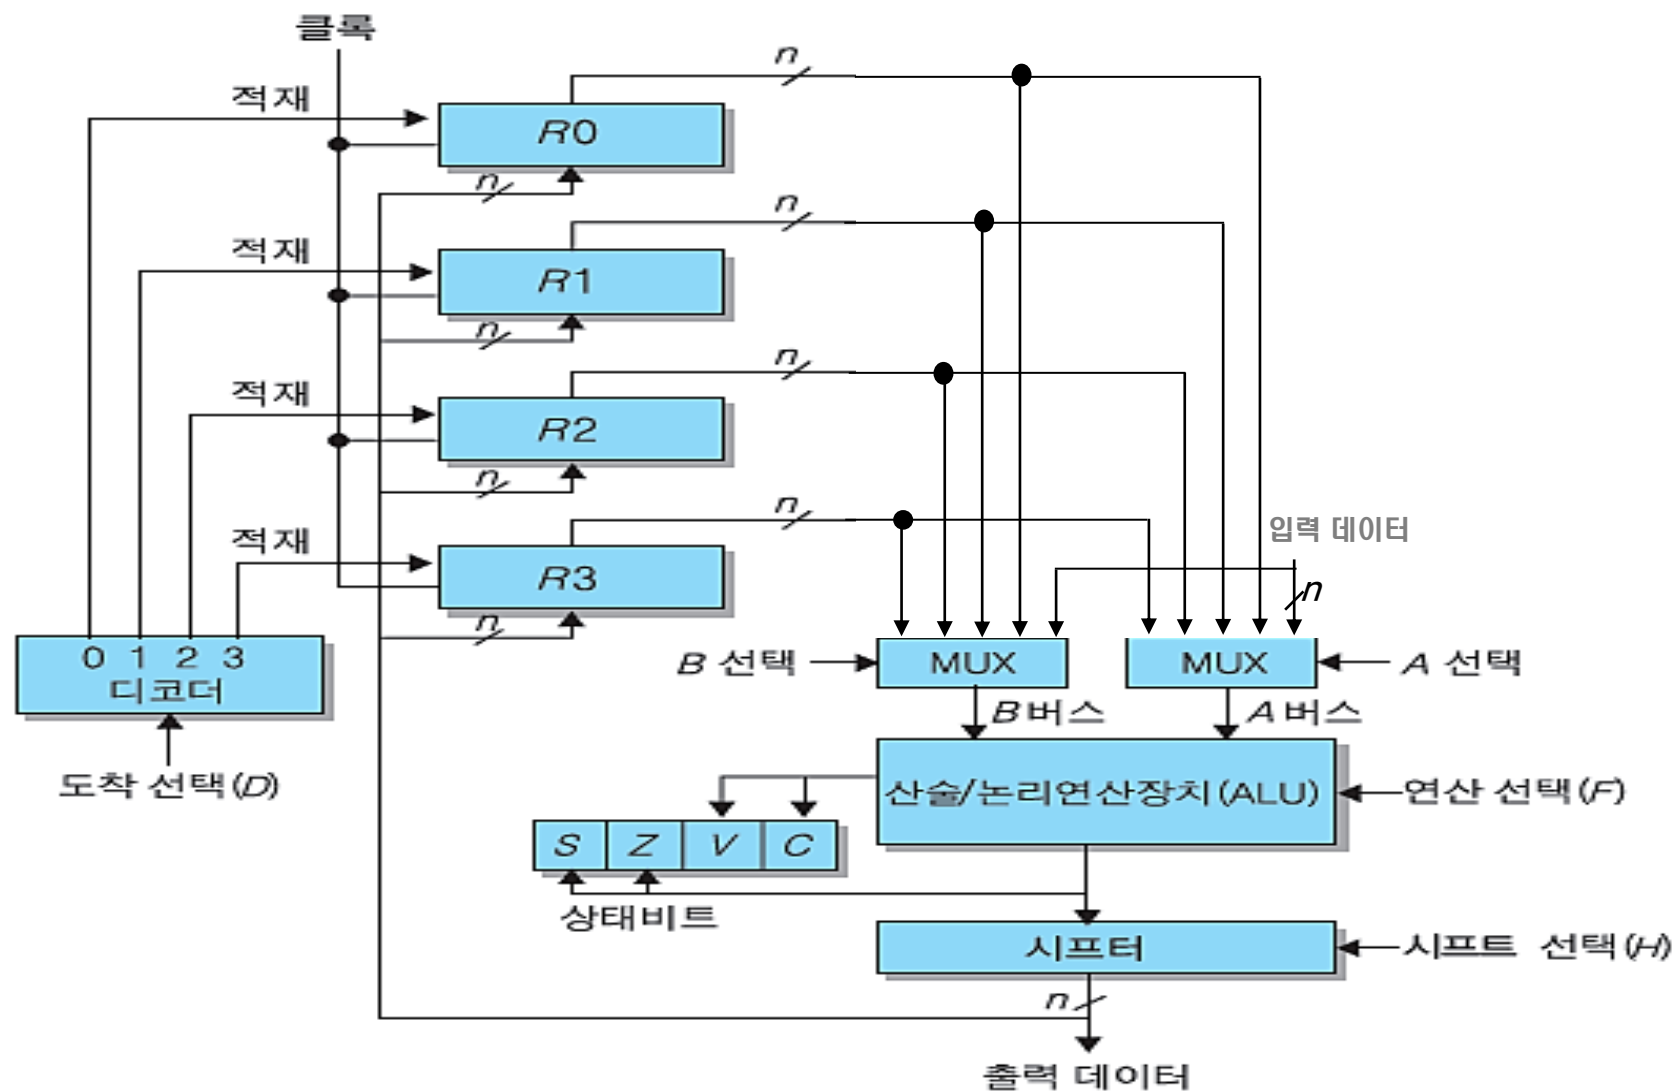 클록
n
적재
R0
n
n
적재
R1
n
n
적재
R2
n
n
입력 데이터
적재
R3
n
n
0 1 2 3
디코더
B 선택
MUX
MUX
A 선택
B 버스
A 버스
도착 선택(D)
산술/논리연산장치(ALU)
연산 선택(F)
S Z V C
상태비트
시프터
시프트 선택(H)
n
출력 데이터